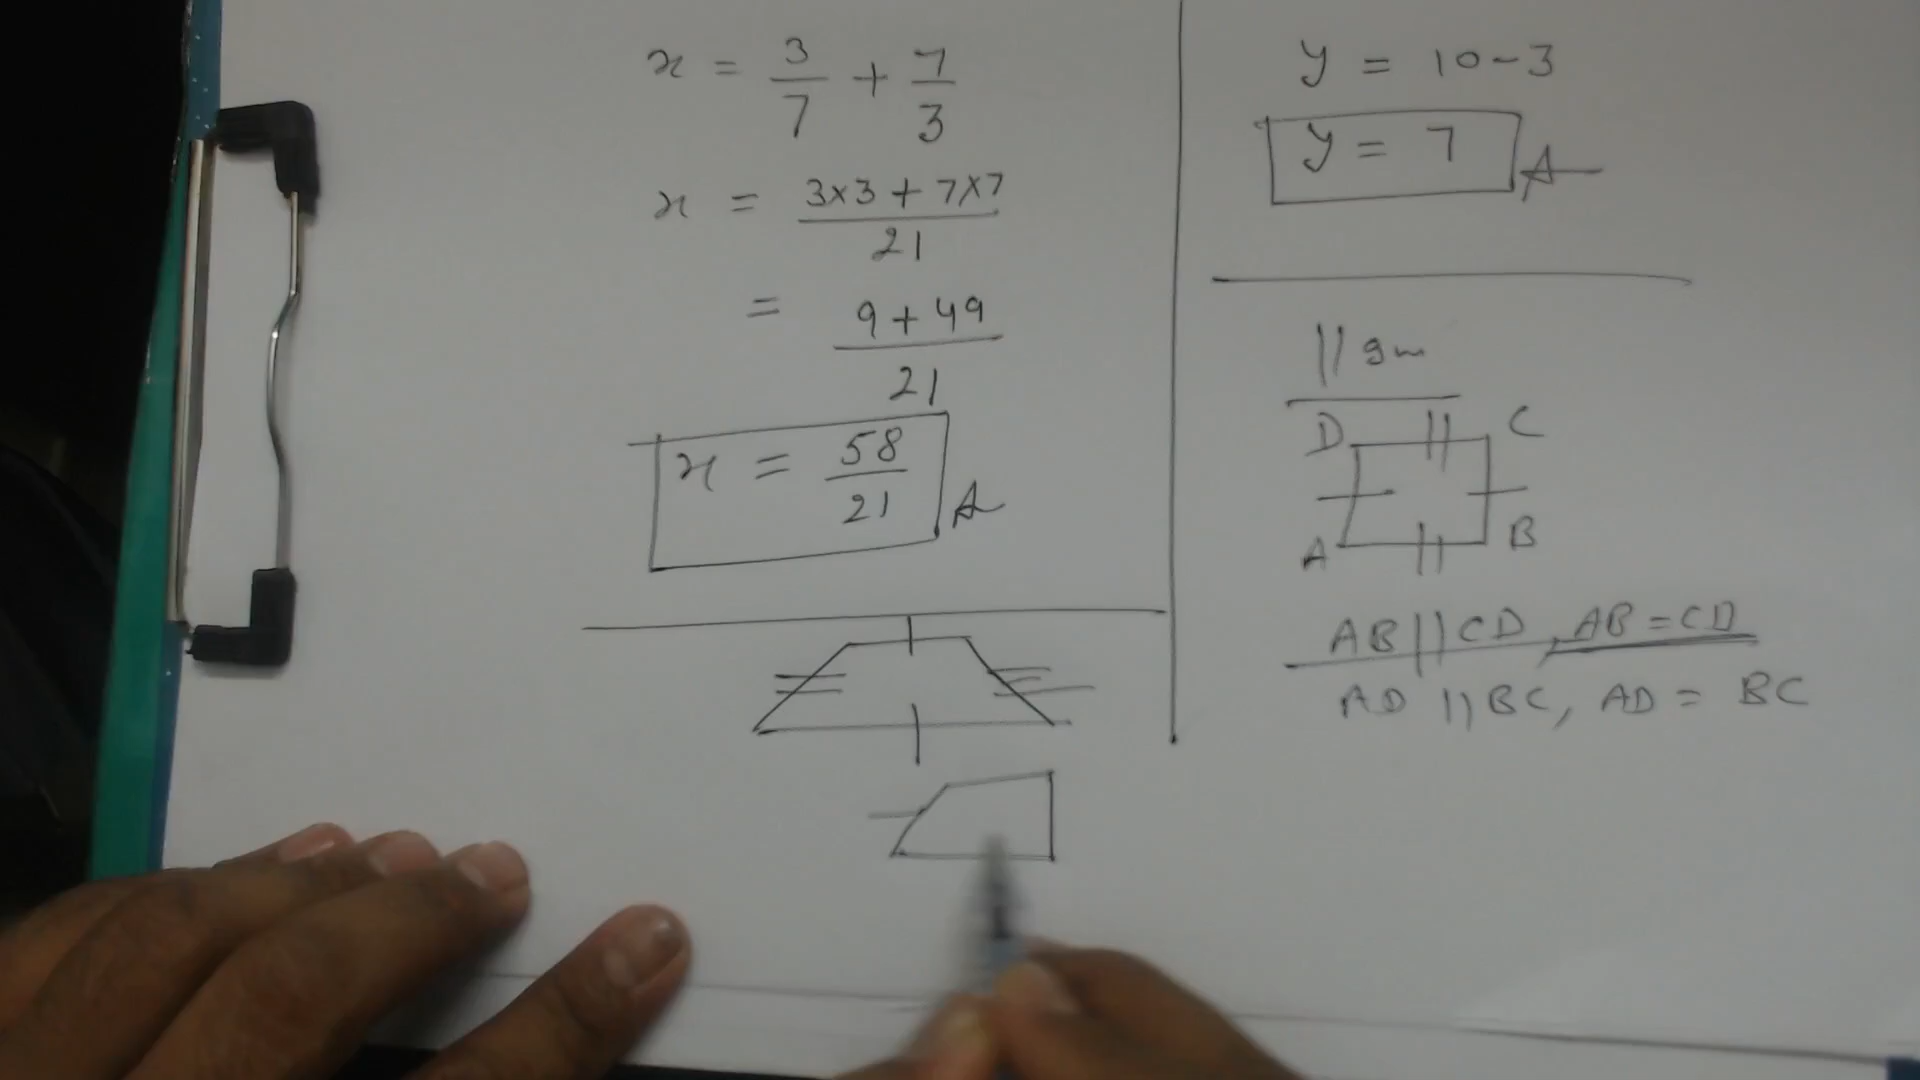 x = 3/7 + 7/3
x = 3×3 + 7×7 / 21
= 9 + 49 / 21
x = 58/21 A
y = 10 - 3
y = 7 A
|| gm
D C
A B
AB || CD , AB = CD
AD || BC, AD = BC